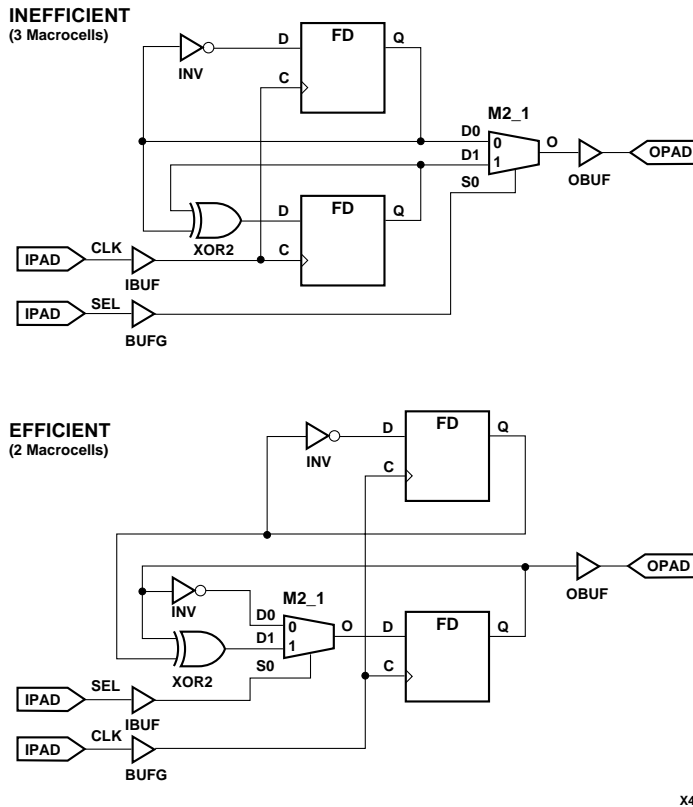 INEFFICIENT
(3 Macrocells)
INV
D
FD
Q
C
M2_1
D0
0
D1
1
S0
O
OBUF
OPAD
XOR2
D
FD
Q
C
IPAD
CLK
IBUF
IPAD
SEL
BUFG
EFFICIENT
(2 Macrocells)
INV
D
FD
Q
C
INV
M2_1
D0
0
D1
1
S0
O
XOR2
D
FD
Q
C
OBUF
OPAD
IPAD
SEL
IBUF
IPAD
CLK
BUFG
X4